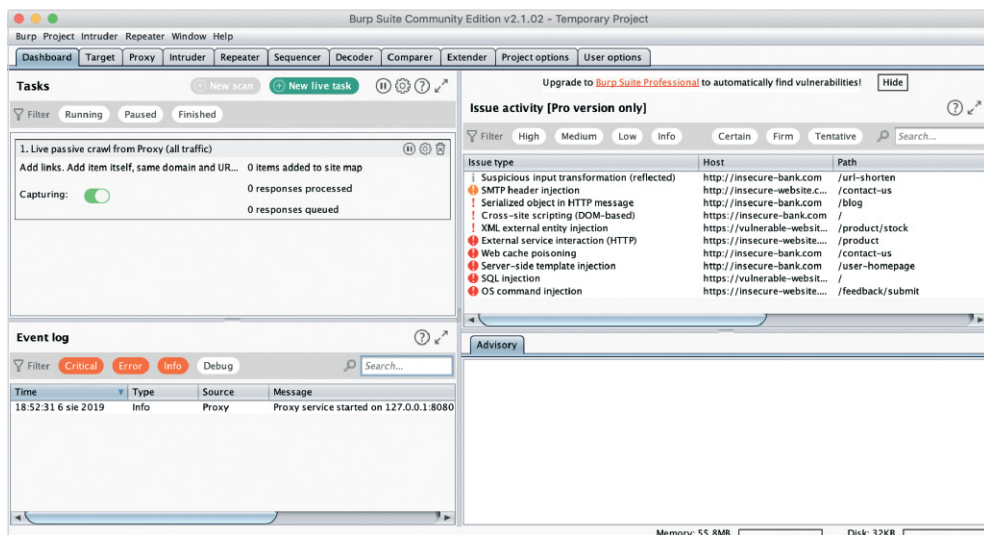 Burp Suite Community Edition v2.1.02 - Temporary Project
Burp Project Intruder Repeater Window Help
Dashboard Target Proxy Intruder Repeater Sequencer Decoder Comparer Extender Project options User options
Tasks
New scan
New live task
Filter Running Paused Finished
1. Live passive crawl from Proxy (all traffic)
Add links. Add item itself, same domain and UR... 0 items added to site map
Capturing:
0 responses processed
0 responses queued
Event log
Filter Critical Error Info Debug Search...
Time Type Source Message
18:52:31 6 sie 2019 Info Proxy Proxy service started on 127.0.0.1:8080
Upgrade to Burp Suite Professional to automatically find vulnerabilities! Hide
Issue activity [Pro version only]
Filter High Medium Low Info Certain Firm Tentative Search...
Issue type Host Path
Suspicious input transformation (reflected) http://insecure-bank.com /url-shorten
SMTP header injection http://insecure-website.c... /contact-us
Serialized object in HTTP message http://insecure-bank.com /blog
Cross-site scripting (DOM-based) https://insecure-bank.com /
XML external entity injection https://vulnerable-websit... /product/stock
External service interaction (HTTP) https://insecure-website.... /product
Web cache poisoning http://insecure-bank.com /contact-us
Server-side template injection http://insecure-bank.com /user-homepage
SQL injection https://vulnerable-websit... /
OS command injection https://insecure-website.... /feedback/submit
Advisory
Memory: 55.8MB Disk: 32KB